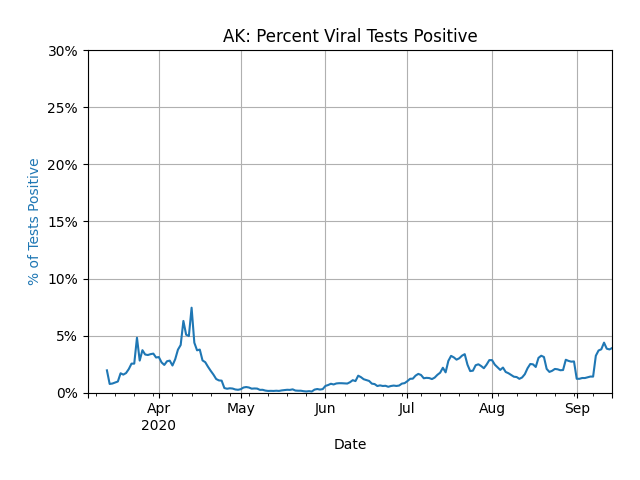 AK: Percent Viral Tests Positive
30%
25%
20%
15%
10%
5%
0%
% of Tests Positive
Apr May Jun Jul Aug Sep
2020
Date